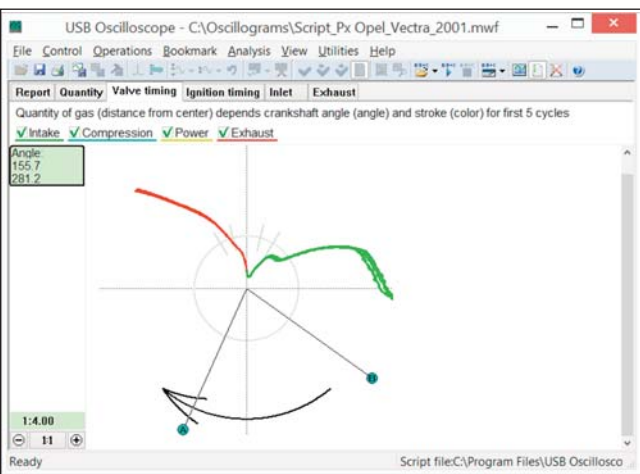 USB Oscilloscope - C:\Oscillograms\Script_Px Opel_Vectra_2001.mwf
File Control Operations Bookmark Analysis View Utilities Help
Report Quantity Valve timing Ignition timing Inlet Exhaust
Quantity of gas (distance from center) depends crankshaft angle (angle) and stroke (color) for first 5 cycles
Intake Compression Power Exhaust
Angle:
155.7
281.2
B
A
1:4.00
1:1
Ready Script file:C:\Program Files\USB Oscillosco